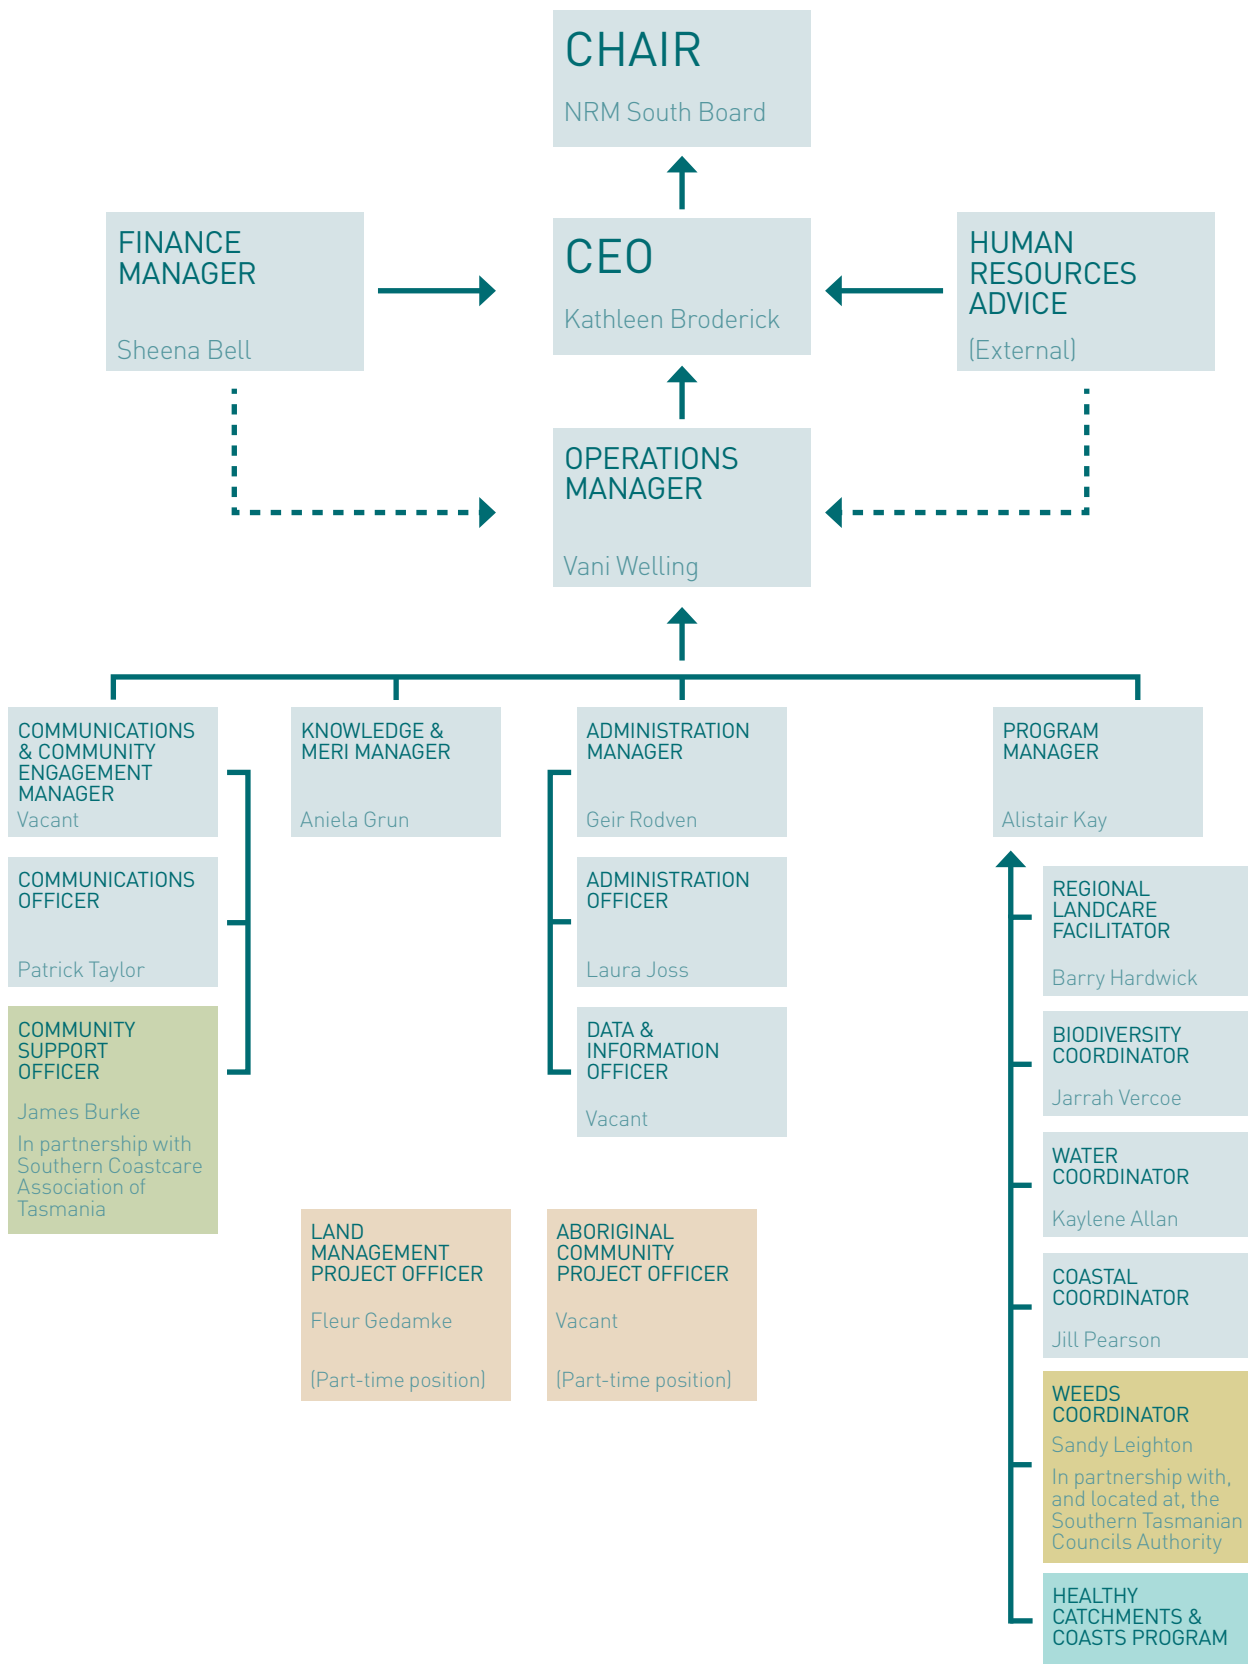 CHAIR
NRM South Board
FINANCE
MANAGER
Sheena Bell
CEO
Kathleen Broderick
HUMAN
RESOURCES
ADVICE
(External)
OPERATIONS
MANAGER
Vani Welling
COMMUNICATIONS
& COMMUNITY
ENGAGEMENT
MANAGER
Vacant
KNOWLEDGE &
MERI MANAGER
Aniela Grun
ADMINISTRATION
MANAGER
Geir Rodven
PROGRAM
MANAGER
Alistair Kay
COMMUNICATIONS
OFFICER
Patrick Taylor
ADMINISTRATION
OFFICER
Laura Joss
COMMUNITY
SUPPORT
OFFICER
James Burke
In partnership with
Southern Coastcare
Association of
Tasmania
DATA &
INFORMATION
OFFICER
Vacant
LAND
MANAGEMENT
PROJECT OFFICER
Fleur Gedamke
(Part-time position)
ABORIGINAL
COMMUNITY
PROJECT OFFICER
Vacant
(Part-time position)
REGIONAL
LANDCARE
FACILITATOR
Barry Hardwick
BIODIVERSITY
COORDINATOR
Jarrah Vercoe
WATER
COORDINATOR
Kaylene Allan
COASTAL
COORDINATOR
Jill Pearson
WEEDS
COORDINATOR
Sandy Leighton
In partnership with,
and located at, the
Southern Tasmanian
Councils Authority
HEALTHY
CATCHMENTS &
COASTS PROGRAM